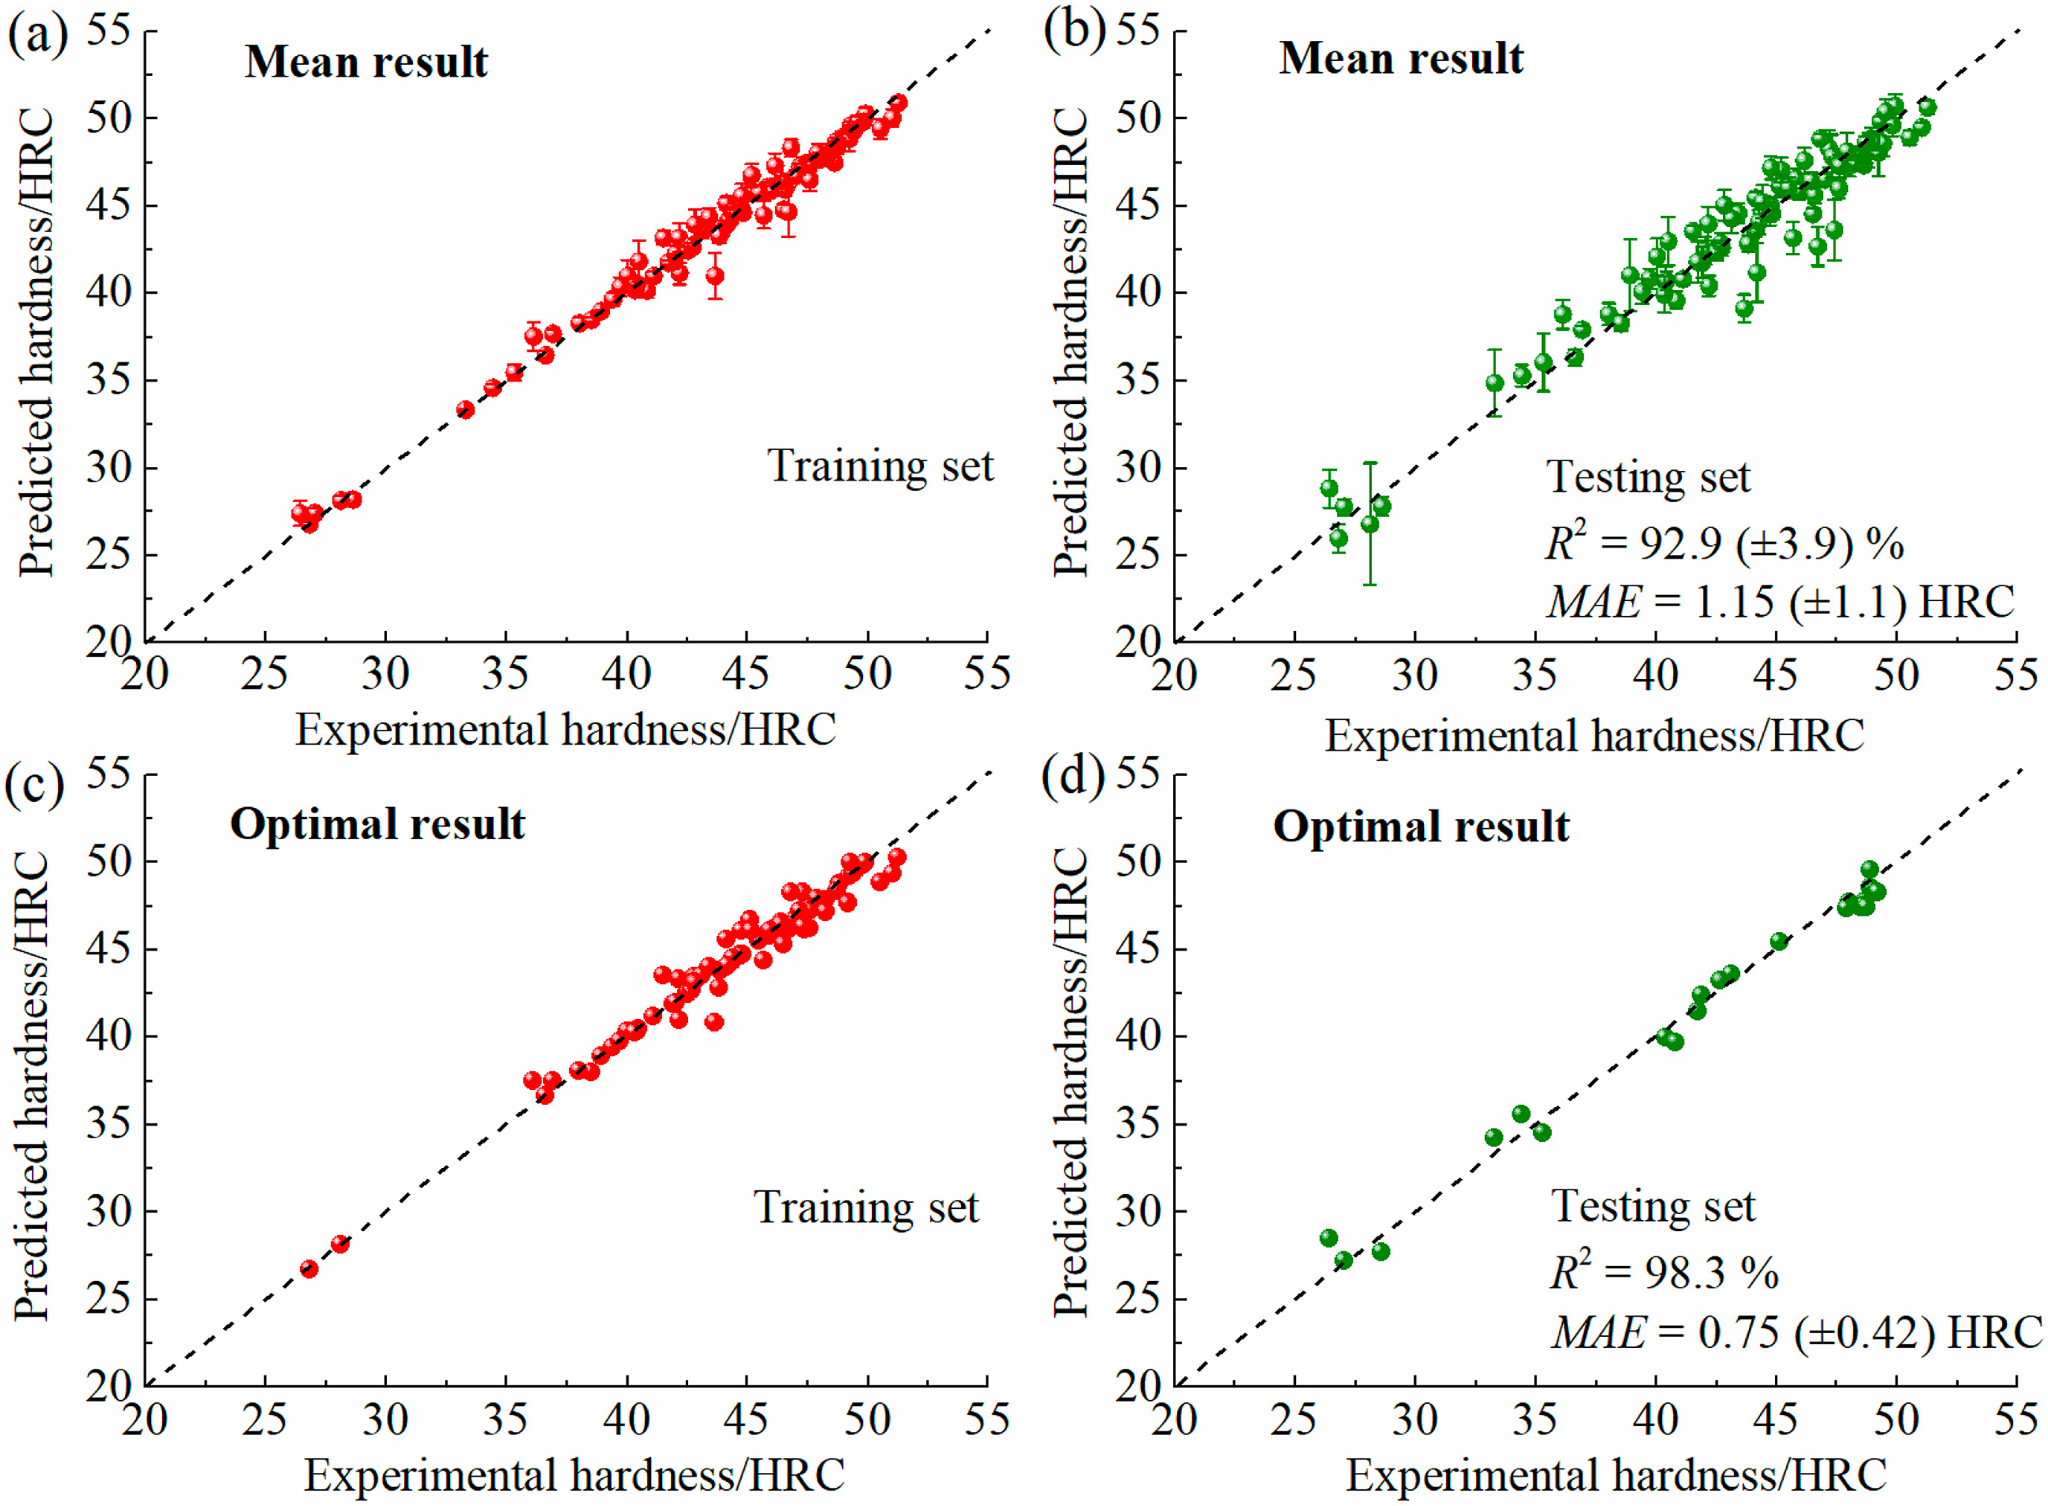 (a)
Mean result
Training set
Predicted hardness/HRC
55
50
45
40
35
30
25
20
20 25 30 35 40 45 50 55
Experimental hardness/HRC
(b)
Mean result
Testing set
R² = 92.9 (±3.9) %
MAE = 1.15 (±1.1) HRC
Predicted hardness/HRC
55
50
45
40
35
30
25
20
20 25 30 35 40 45 50 55
Experimental hardness/HRC
(c)
Optimal result
Training set
Predicted hardness/HRC
55
50
45
40
35
30
25
20
20 25 30 35 40 45 50 55
Experimental hardness/HRC
(d)
Optimal result
Testing set
R² = 98.3 %
MAE = 0.75 (±0.42) HRC
Predicted hardness/HRC
55
50
45
40
35
30
25
20
20 25 30 35 40 45 50 55
Experimental hardness/HRC